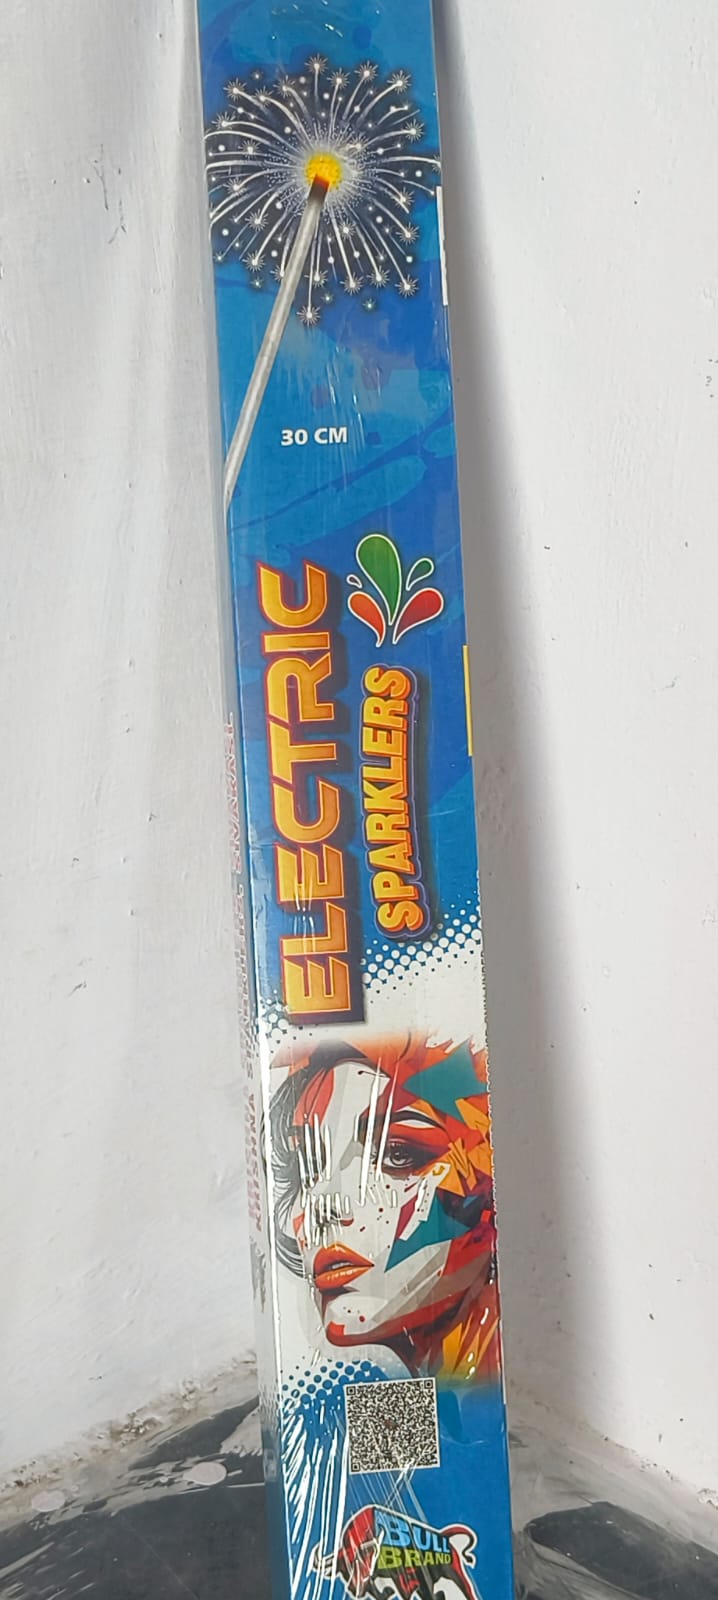 30 CM
ELECTRIC
SPARKLERS
BULL
BRAND